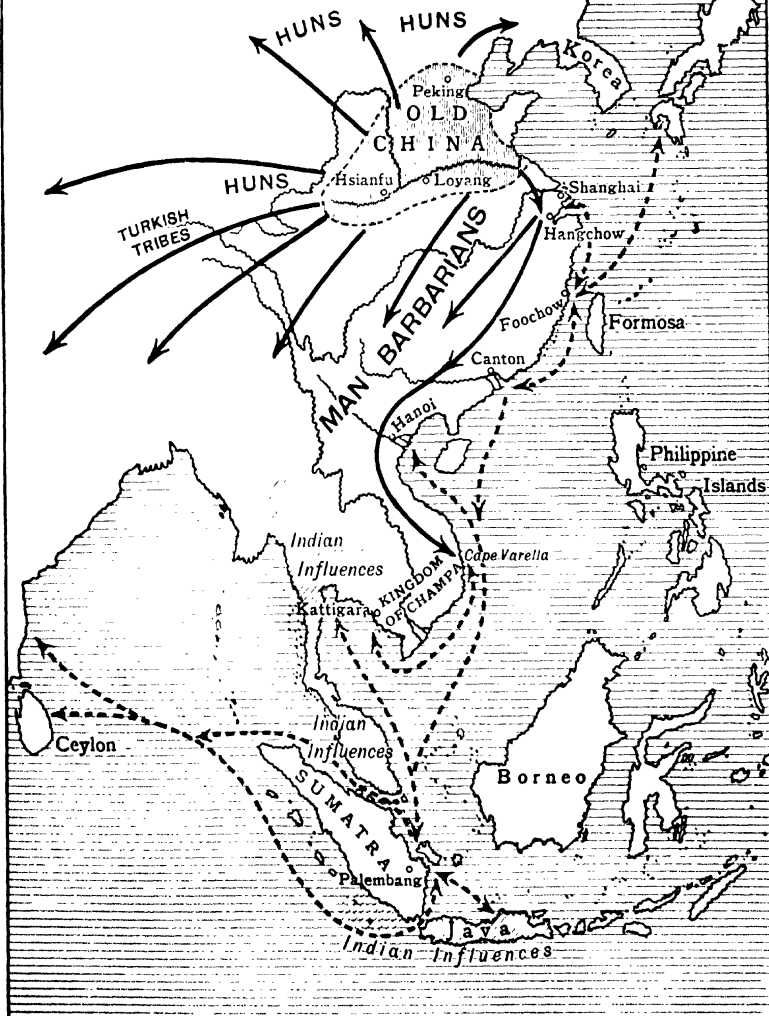 HUNS
HUNS
Korea
Peking
OLD
CHINA
HUNS
Hsianfu
Loyang
Shanghai
TURKISH
TRIBES
Hangchow
MAN BARBARIANS
Foochow
Formosa
Canton
Hanoi
Philippine
Islands
Indian
Influences
Cape Varella
KINGDOM
OF CHAMPA
Kattigara
Indian
Influences
Ceylon
SUMATRA
Borneo
Palembang
Java
Indian Influences